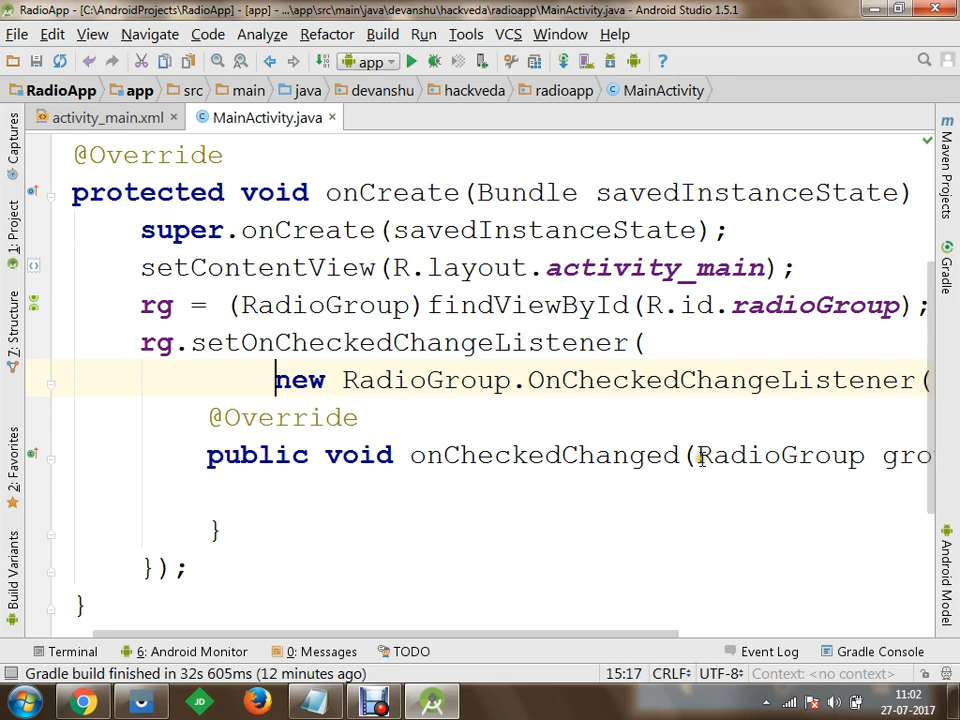 RadioApp - [C:\AndroidProjects\RadioApp] - [app] - ...\app\src\main\java\devanshu\hackveda\radioapp\MainActivity.java - Android Studio 1.5.1
File Edit View Navigate Code Analyze Refactor Build Run Tools VCS Window Help
app
RadioApp app src main java devanshu hackveda radioapp MainActivity
activity_main.xml MainActivity.java
@Override
protected void onCreate(Bundle savedInstanceState)
super.onCreate(savedInstanceState);
setContentView(R.layout.activity_main);
rg = (RadioGroup)findViewById(R.id.radioGroup);
rg.setOnCheckedChangeListener(
new RadioGroup.OnCheckedChangeListener(
@Override
public void onCheckedChanged(RadioGroup gro
}
});
}
Captures
1: Project
7: Structure
2: Favorites
Build Variants
Maven Projects
Gradle
Android Model
Terminal 6: Android Monitor 0: Messages TODO Event Log Gradle Console
Gradle build finished in 32s 605ms (12 minutes ago) 15:17 CRLF UTF-8 Context: <no context>
JD
11:02
27-07-2017